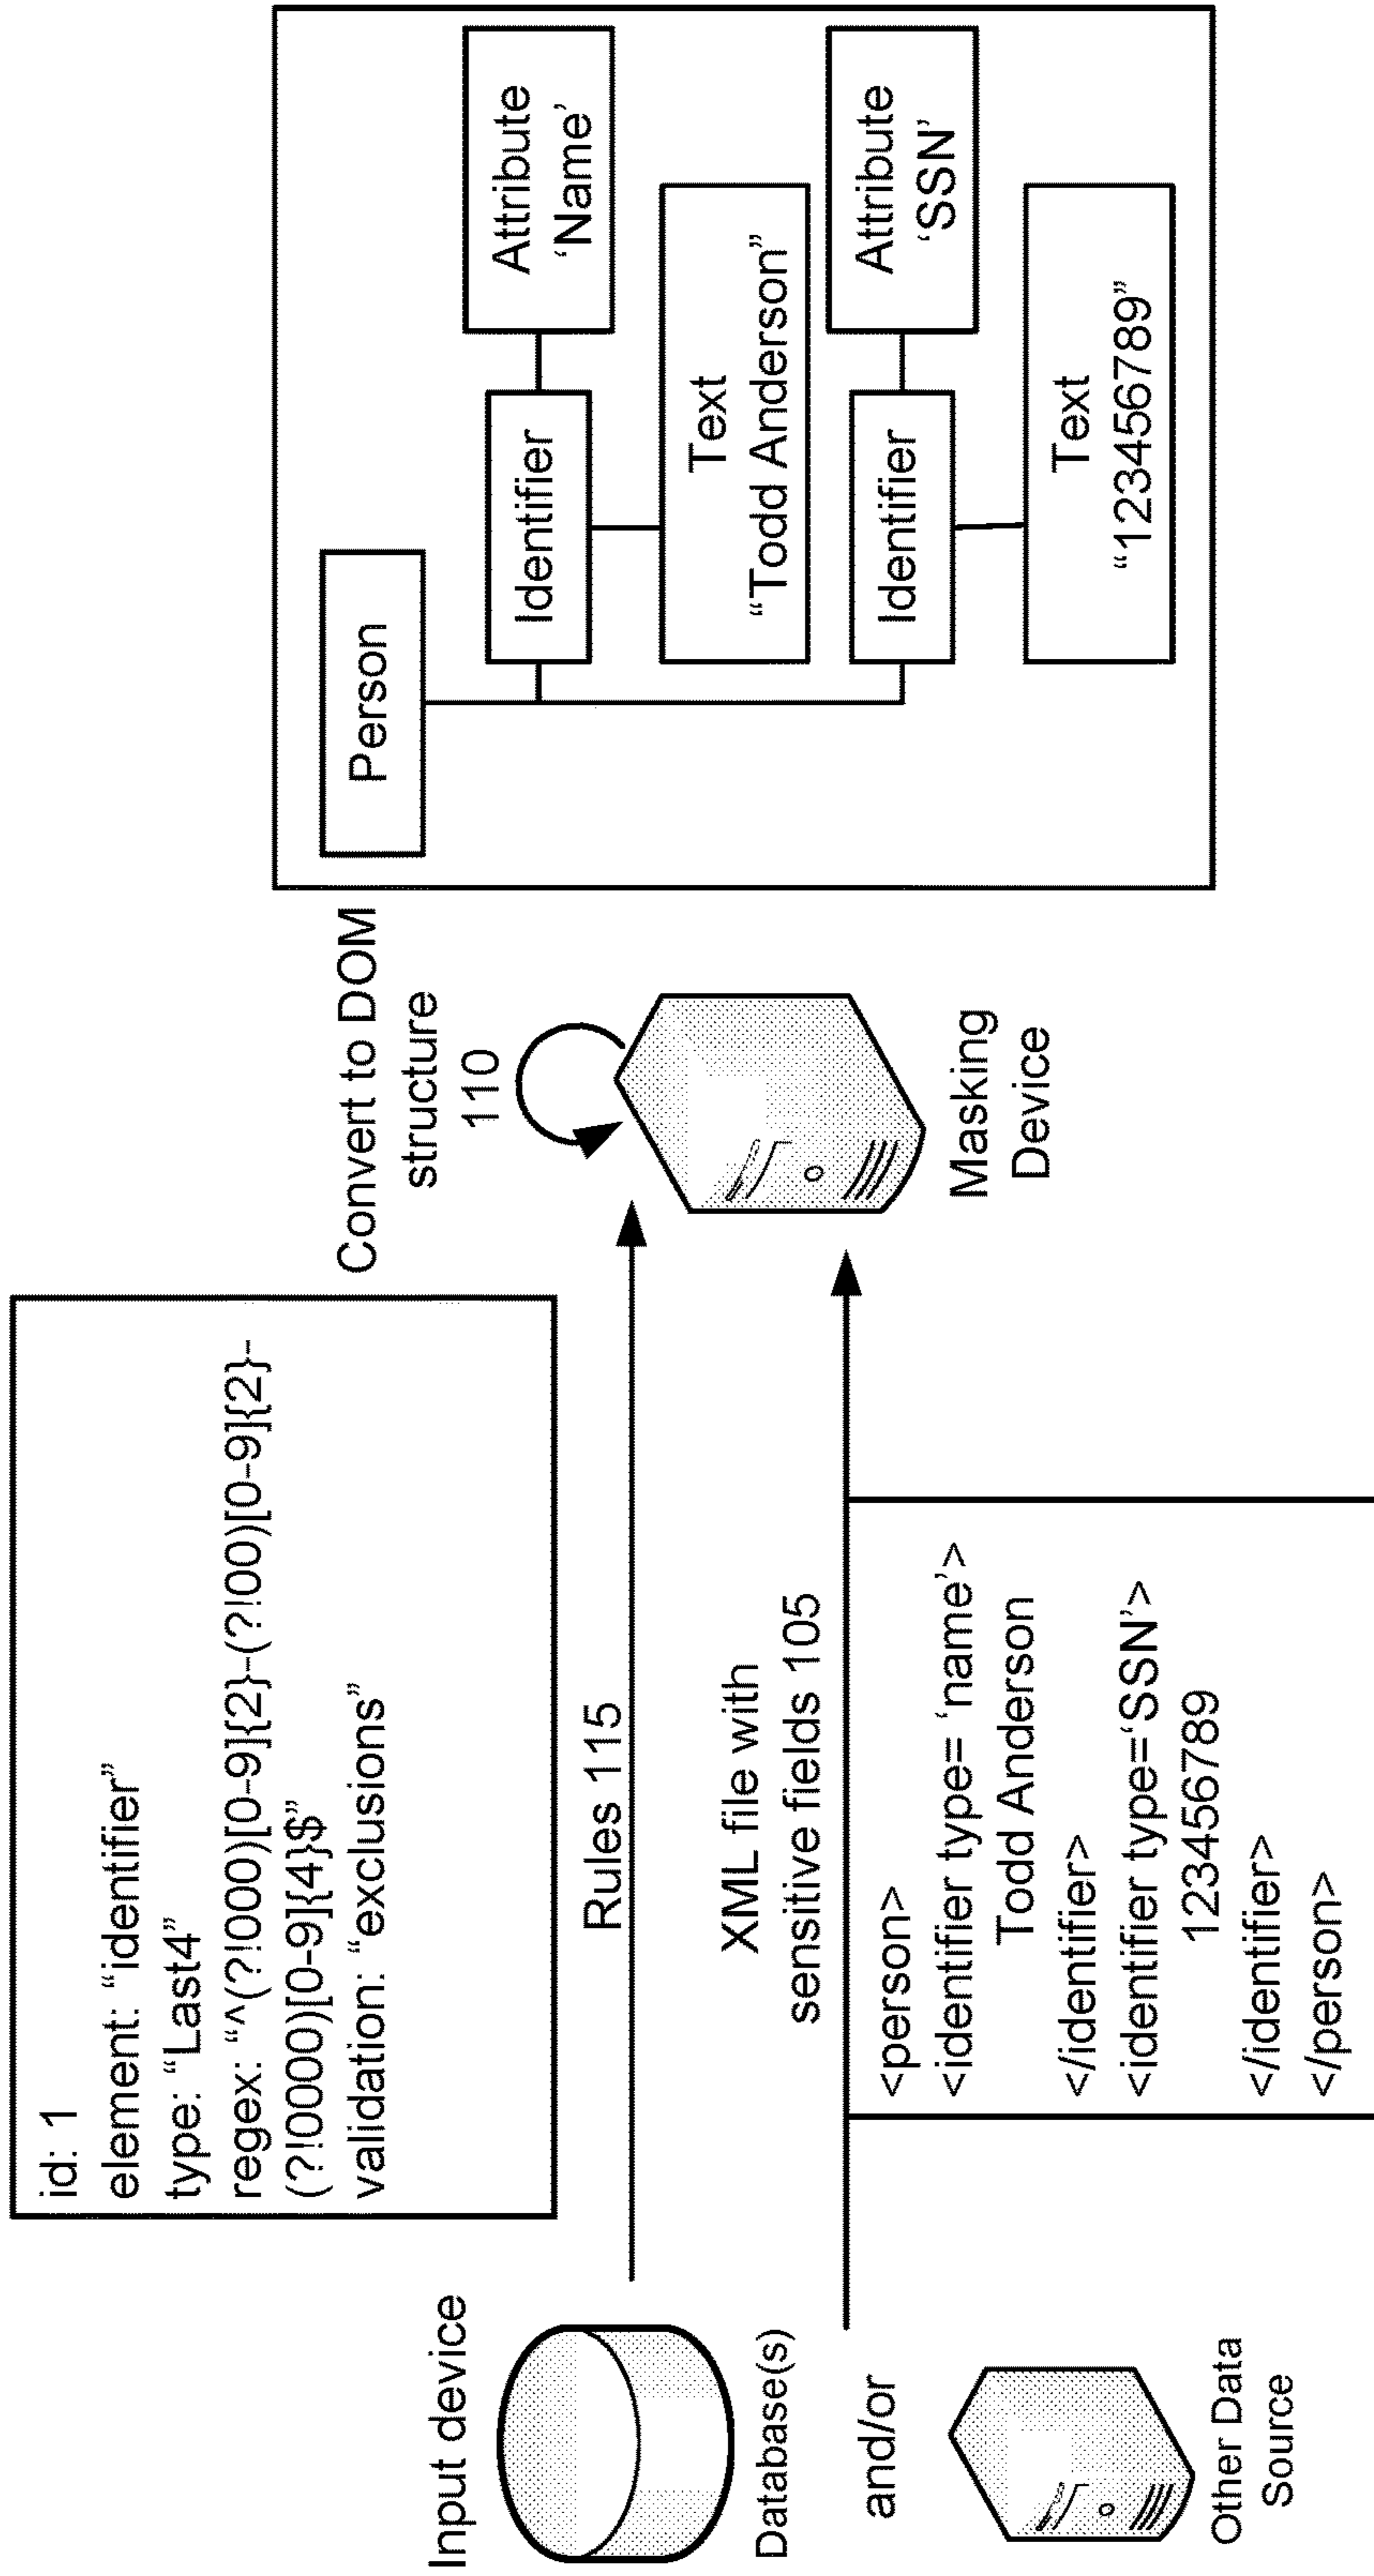 Input device
Database(s)
and/or
Other Data
Source
id: 1
element: “identifier”
type: “Last4”
regex: “^(?!000)[0-9]{2}-(?!00)[0-9]{2}-
(?!0000)[0-9]{4}$”
validation: “exclusions”
Rules 115
XML file with
sensitive fields 105
<person>
<identifier type= ‘name’>
Todd Anderson
</identifier>
<identifier type=‘SSN’>
123456789
</identifier>
</person>
Convert to DOM
structure
110
Masking
Device
Person
Identifier
Attribute
‘Name’
Text
“Todd Anderson”
Identifier
Attribute
‘SSN’
Text
“123456789”